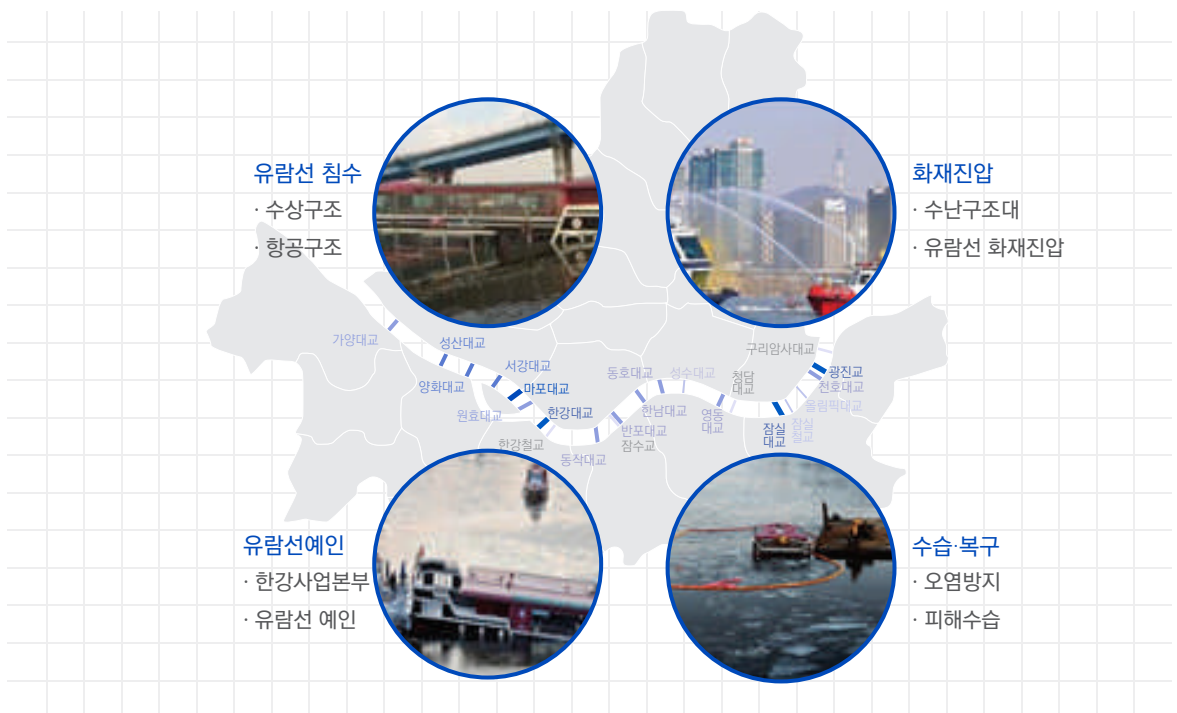 유람선 침수
· 수상구조
· 항공구조
화재진압
· 수난구조대
· 유람선 화재진압
가양대교
성산대교
양화대교
서강대교
마포대교
원효대교
한강대교
한강철교
동작대교
반포대교
잠수교
동호대교
한남대교
성수대교
영동
대교
청담
대교
구리암사대교
광진교
천호대교
올림픽대교
잠실
철교
잠실
대교
유람선예인
· 한강사업본부
· 유람선 예인
수습·복구
· 오염방지
· 피해수습